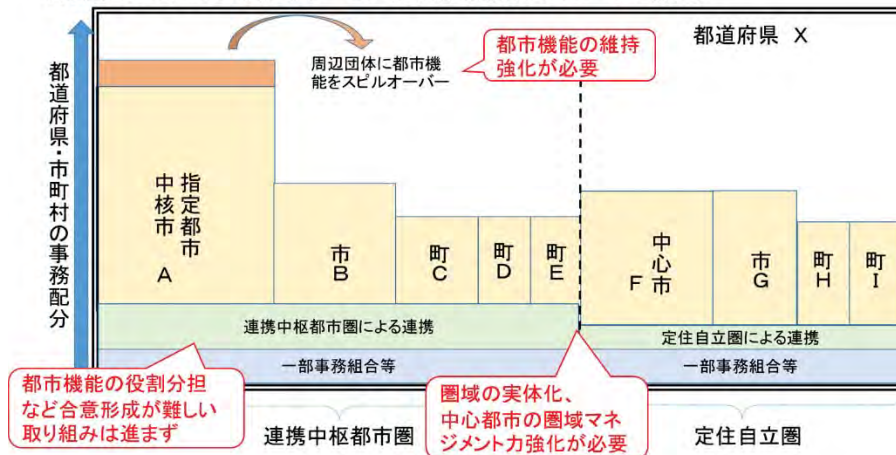 都道府県 X
都市機能の維持
強化が必要
周辺団体に都市機
能をスピルオーバー
都道府県・市町村の事務配分
指定都市
中核市 A
市B
町C
町D
町E
中心市
F
市G
町H
町I
連携中枢都市圏による連携
定住自立圏による連携
一部事務組合等
一部事務組合等
都市機能の役割分担
など合意形成が難しい
取り組みは進まず
圏域の実体化、
中心都市の圏域マネ
ジメント力強化が必要
連携中枢都市圏
定住自立圏